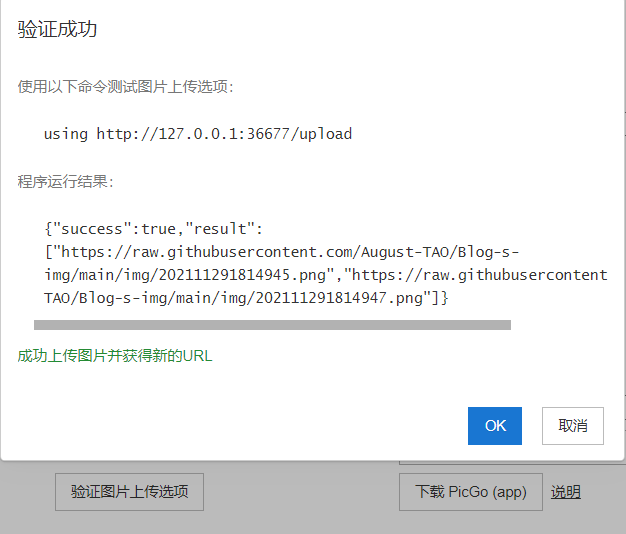 验证成功
使用以下命令测试图片上传选项：
using http://127.0.0.1:36677/upload
程序运行结果：
{"success":true,"result":
["https://raw.githubusercontent.com/August-TAO/Blog-s-
img/main/img/202111291814945.png","https://raw.githubusercontent
TAO/Blog-s-img/main/img/202111291814947.png"]}
成功上传图片并获得新的URL
OK 取消
验证图片上传选项 下载 PicGo (app) 说明